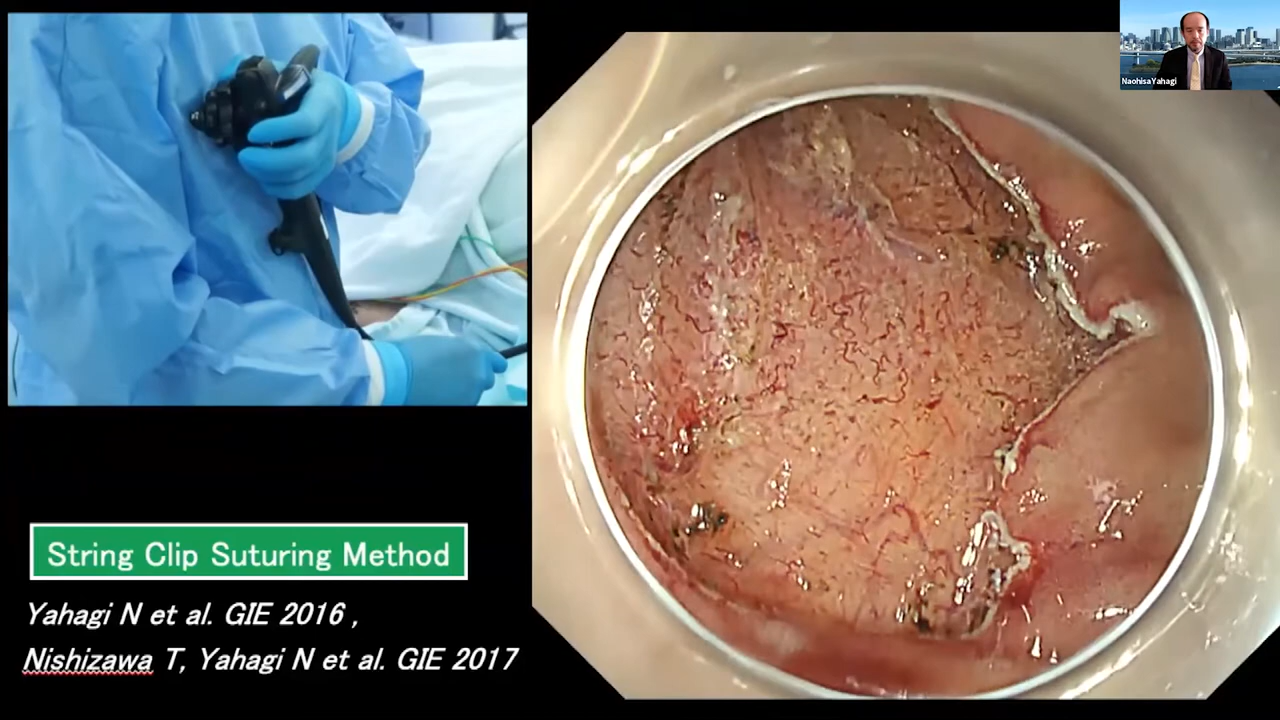 NaohisaYahagi
String Clip Suturing Method
Yahagi N et al. GIE 2016 ,
Nishizawa T, Yahagi N et al. GIE 2017